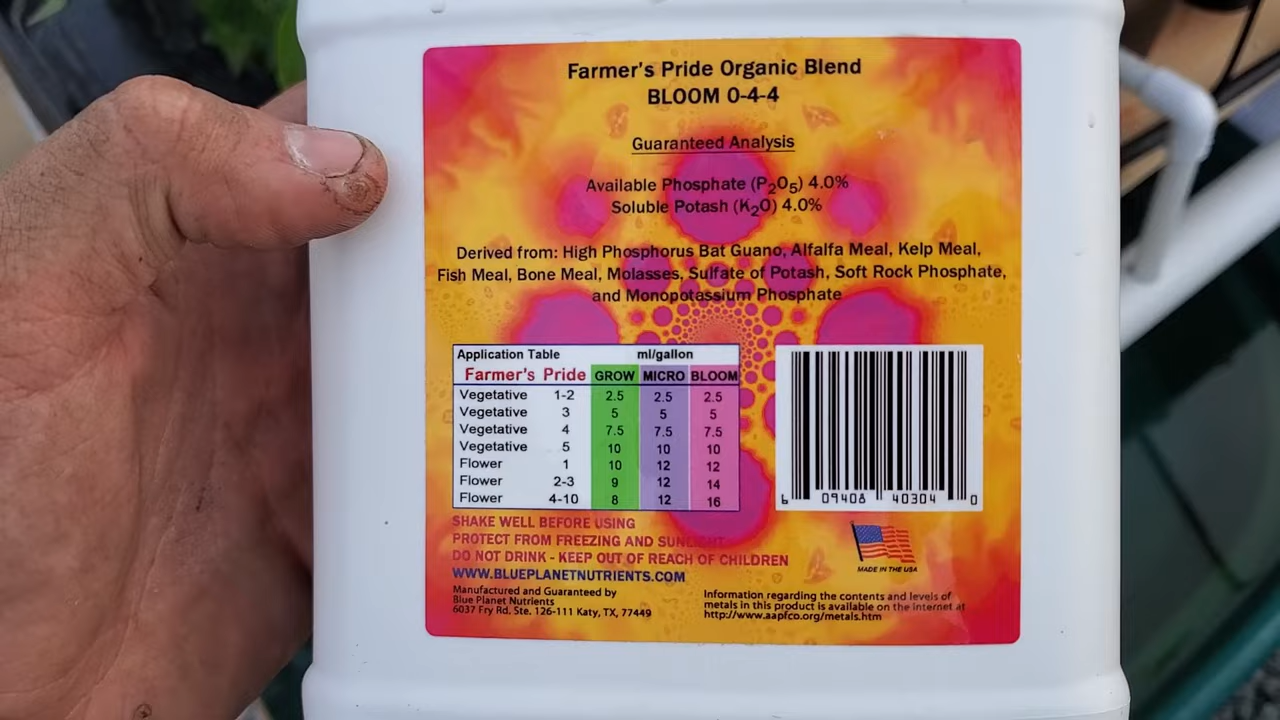 Farmer's Pride Organic Blend
BLOOM 0-4-4
Guaranteed Analysis
Available Phosphate (P₂O₅) 4.0%
Soluble Potash (K₂O) 4.0%
Derived from: High Phosphorus Bat Guano, Alfalfa Meal, Kelp Meal,
Fish Meal, Bone Meal, Molasses, Sulfate of Potash, Soft Rock Phosphate,
and Monopotassium Phosphate
Application Table ml/gallon
Farmer's Pride GROW MICRO BLOOM
Vegetative 1-2 2.5 2.5 2.5
Vegetative 3 5 5 5
Vegetative 4 7.5 7.5 7.5
Vegetative 5 10 10 10
Flower 1 10 12 12
Flower 2-3 9 12 14
Flower 4-10 8 12 16
6 09408 40304 0
SHAKE WELL BEFORE USING
PROTECT FROM FREEZING AND SUNLIGHT
DO NOT DRINK - KEEP OUT OF REACH OF CHILDREN
WWW.BLUEPLANETNUTRIENTS.COM
MADE IN THE USA
Manufactured and Guaranteed by
Blue Planet Nutrients
6037 Fry Rd. Ste. 126-111 Katy, TX, 77449
Information regarding the contents and levels of
metals in this product is available on the internet at
http://www.aapfco.org/metals.htm